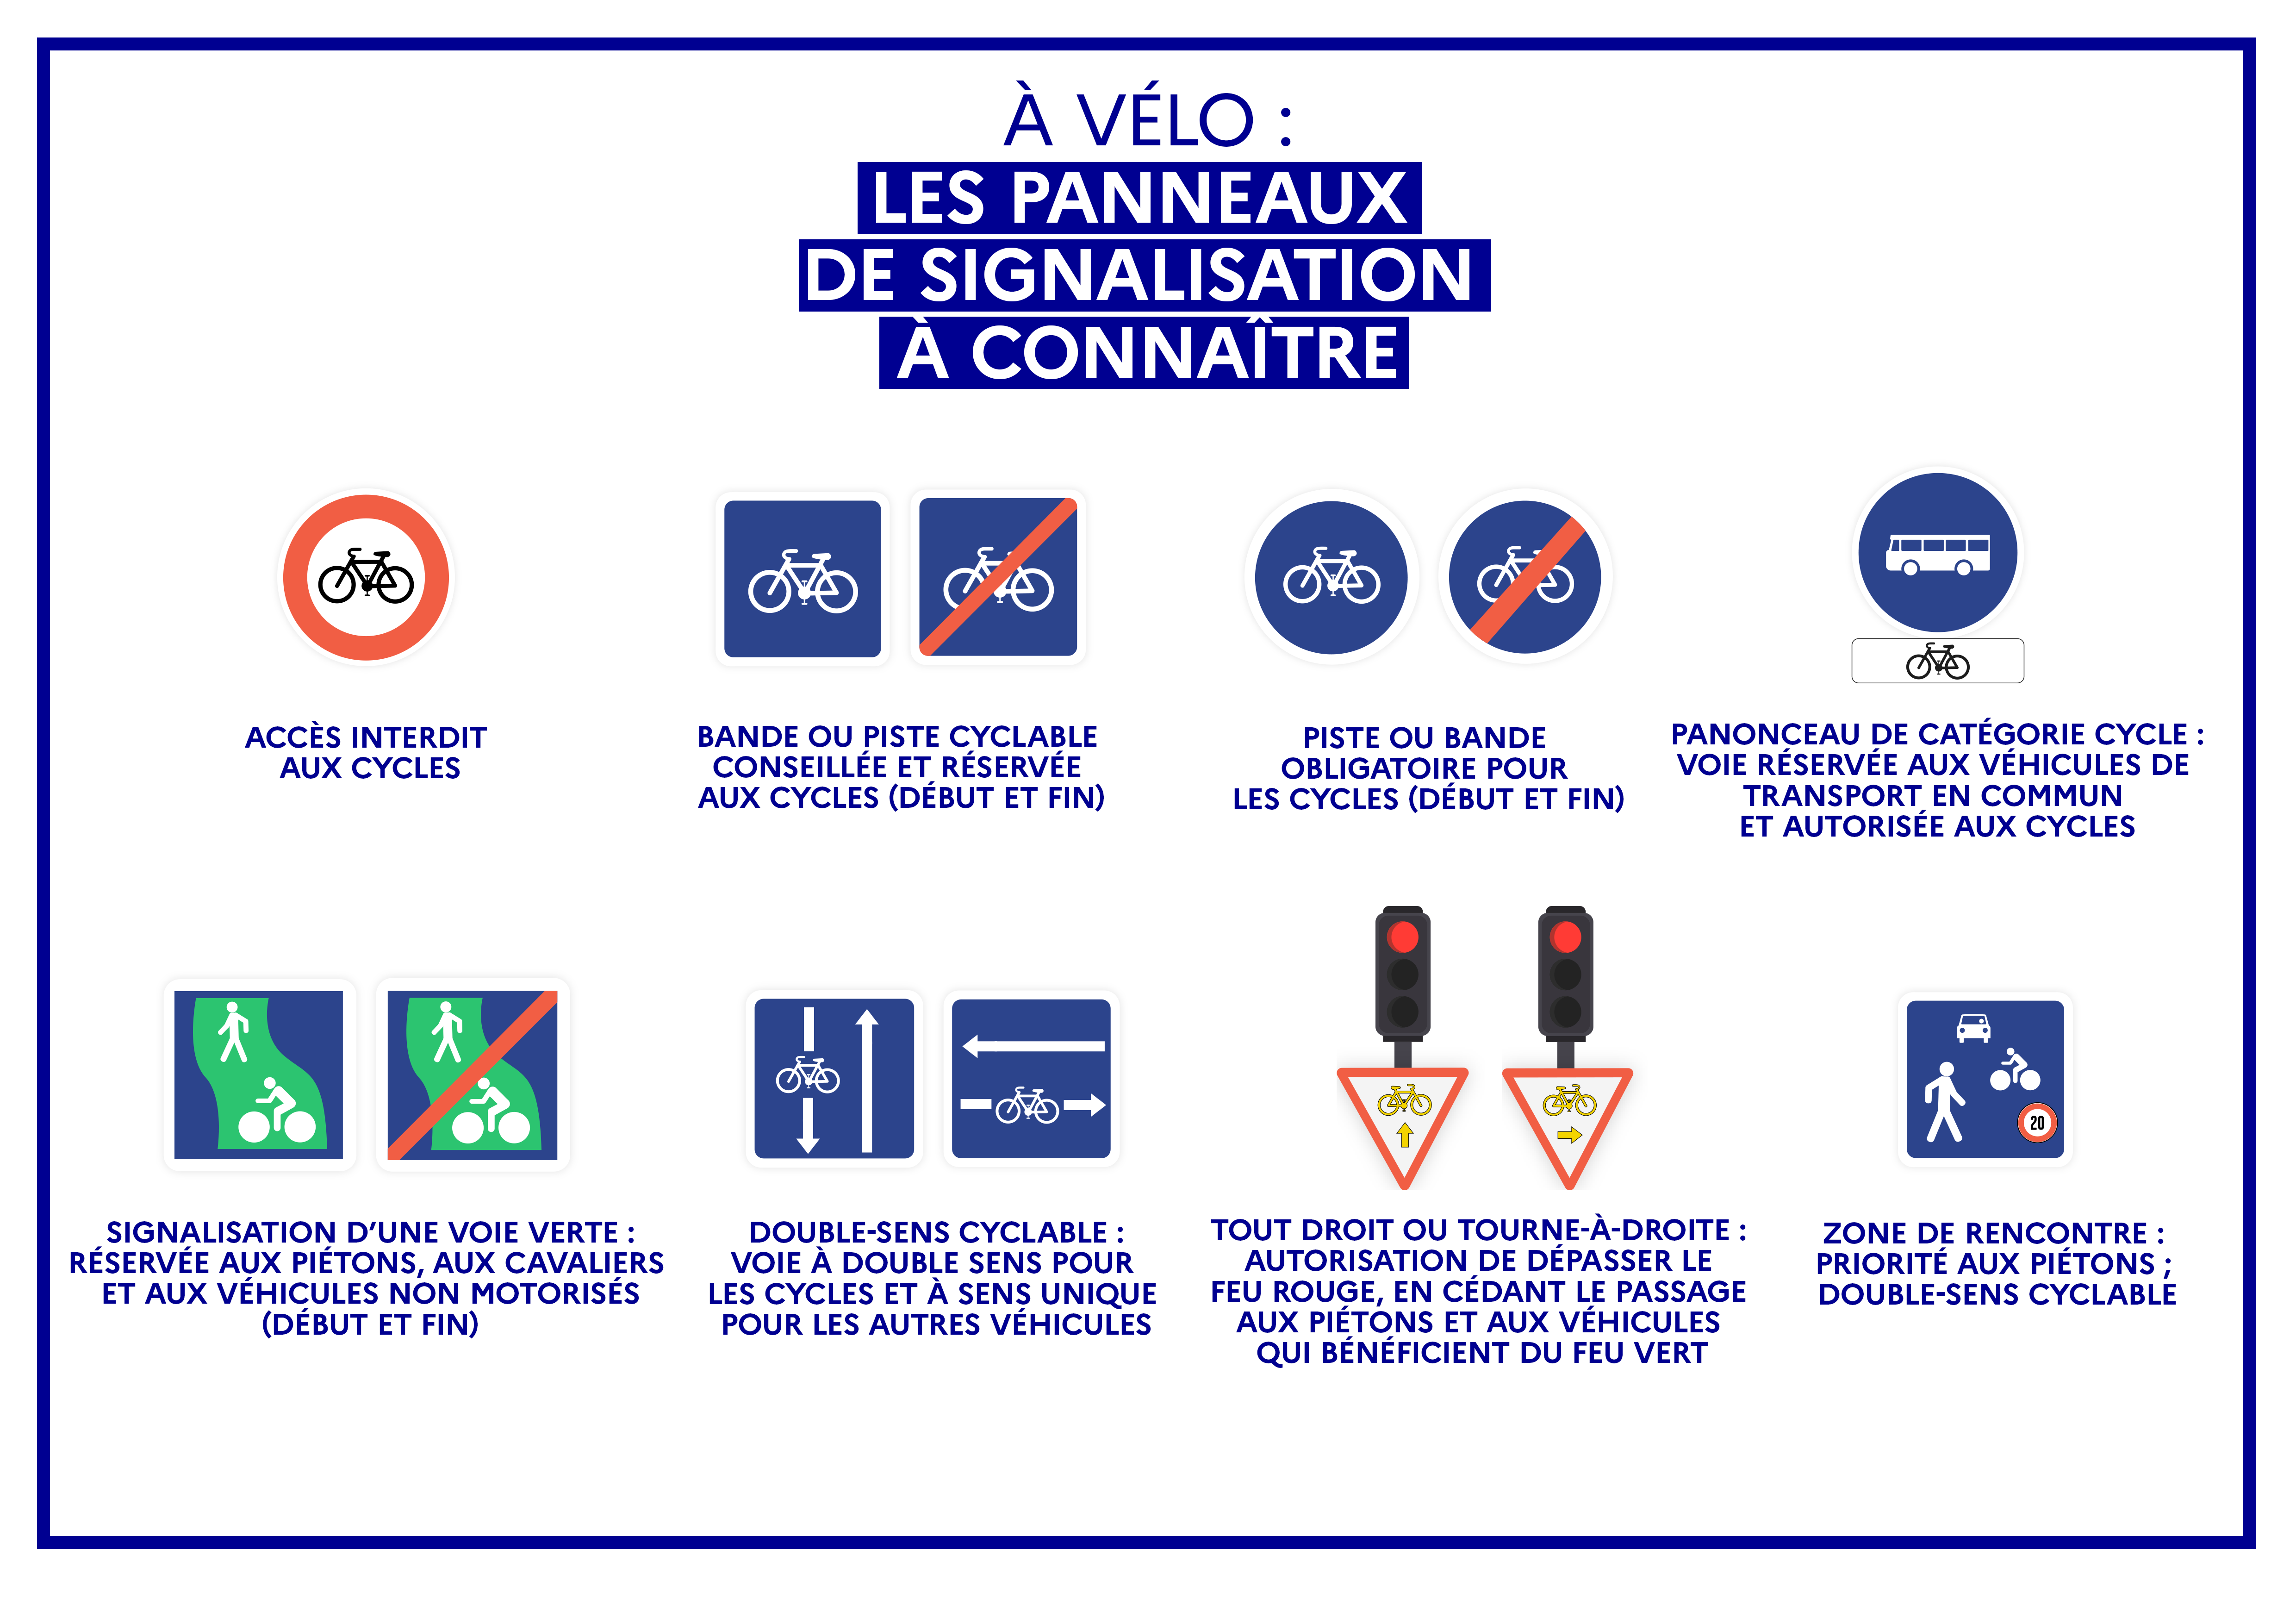 À VÉLO :
LES PANNEAUX
DE SIGNALISATION
À CONNAÎTRE
ACCÈS INTERDIT
AUX CYCLES
BANDE OU PISTE CYCLABLE
CONSEILLÉE ET RÉSERVÉE
AUX CYCLES (DÉBUT ET FIN)
PISTE OU BANDE
OBLIGATOIRE POUR
LES CYCLES (DÉBUT ET FIN)
PANONCEAU DE CATÉGORIE CYCLE :
VOIE RÉSERVÉE AUX VÉHICULES DE
TRANSPORT EN COMMUN
ET AUTORISÉE AUX CYCLES
SIGNALISATION D’UNE VOIE VERTE :
RÉSERVÉE AUX PIÉTONS, AUX CAVALIERS
ET AUX VÉHICULES NON MOTORISÉS
(DÉBUT ET FIN)
DOUBLE-SENS CYCLABLE :
VOIE À DOUBLE SENS POUR
LES CYCLES ET À SENS UNIQUE
POUR LES AUTRES VÉHICULES
TOUT DROIT OU TOURNE-À-DROITE :
AUTORISATION DE DÉPASSER LE
FEU ROUGE, EN CÉDANT LE PASSAGE
AUX PIÉTONS ET AUX VÉHICULES
QUI BÉNÉFICIENT DU FEU VERT
20
ZONE DE RENCONTRE :
PRIORITÉ AUX PIÉTONS ;
DOUBLE-SENS CYCLABLE